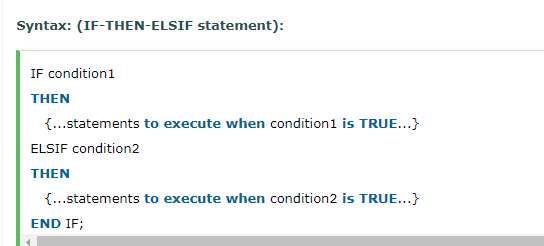 Syntax: (IF-THEN-ELSIF statement):
IF condition1
THEN
{...statements to execute when condition1 is TRUE...}
ELSIF condition2
THEN
{...statements to execute when condition2 is TRUE...}
END IF;